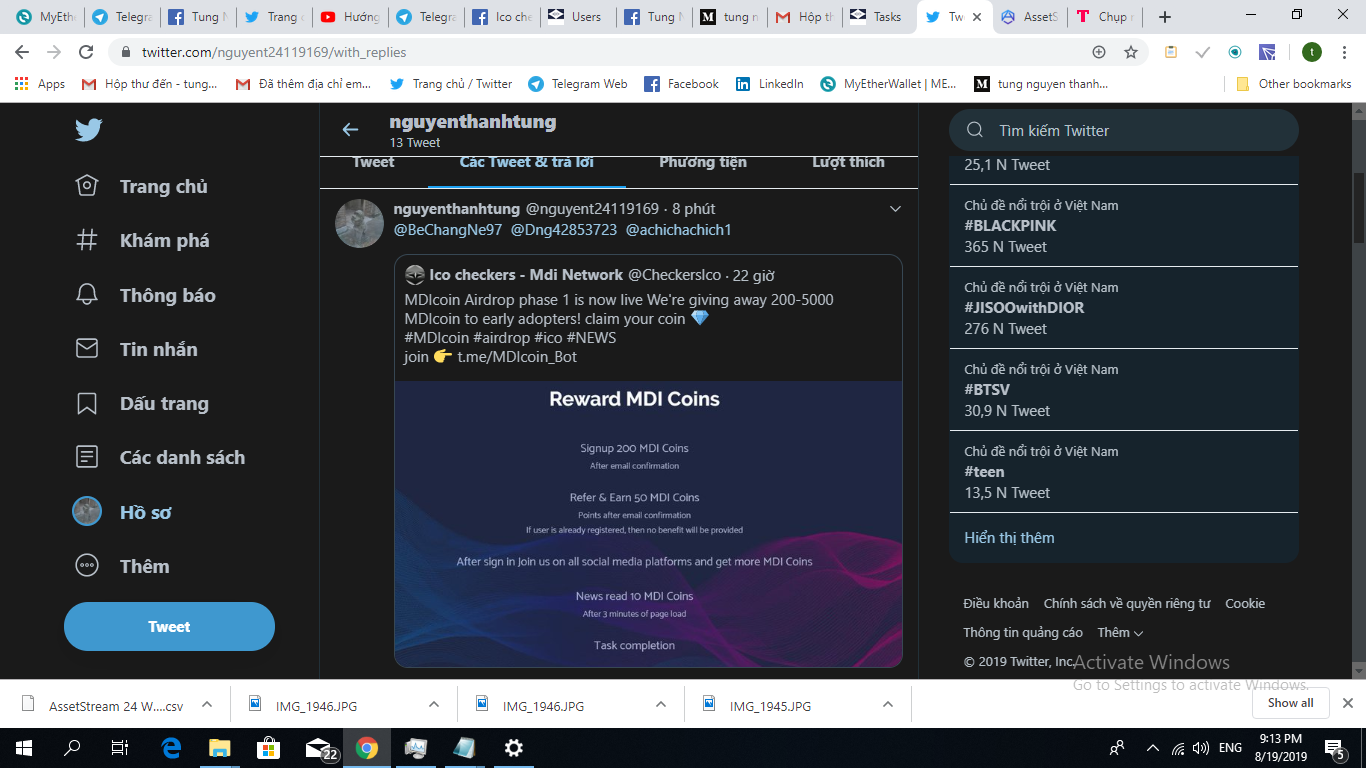 MyEthe
Telegra
Tung N
Trang c
Hướng
Telegra
Ico che
Users
Tung N
tung n
Hộp th
Tasks
Twe
AssetS
Chụp
twitter.com/nguyent24119169/with_replies
t
Apps
Hộp thư đến - tung...
Đã thêm địa chỉ em...
Trang chủ / Twitter
Telegram Web
Facebook
LinkedIn
MyEtherWallet | ME...
tung nguyen thanh...
Other bookmarks
Trang chủ
Khám phá
Thông báo
Tin nhắn
Dấu trang
Các danh sách
Hồ sơ
Thêm
Tweet
nguyenthanhtung
13 Tweet
Tweet
Các Tweet & trả lời
Phương tiện
Lượt thích
nguyenthanhtung @nguyent24119169 · 8 phút
@BeChangNe97 @Dng42853723 @achichachich1
Ico checkers - Mdi Network @CheckersIco · 22 giờ
MDIcoin Airdrop phase 1 is now live We're giving away 200-5000
MDIcoin to early adopters! claim your coin 💎
#MDIcoin #airdrop #ico #NEWS
join 👉 t.me/MDIcoin_Bot
Reward MDI Coins
Signup 200 MDI Coins
After email confirmation
Refer & Earn 50 MDI Coins
Points after email confirmation
If user is already registered, then no benefit will be provided
After sign in Join us on all social media platforms and get more MDI Coins
News read 10 MDI Coins
After 3 minutes of page load
Task completion
Tìm kiếm Twitter
25,1 N Tweet
Chủ đề nổi trội ở Việt Nam
#BLACKPINK
365 N Tweet
Chủ đề nổi trội ở Việt Nam
#JISOOwithDIOR
276 N Tweet
Chủ đề nổi trội ở Việt Nam
#BTSV
30,9 N Tweet
Chủ đề nổi trội ở Việt Nam
#teen
13,5 N Tweet
Hiển thị thêm
Điều khoản Chính sách về quyền riêng tư Cookie
Thông tin quảng cáo Thêm
© 2019 Twitter, Inc.
Activate Windows
Go to Settings to activate Windows.
AssetStream 24 W....csv
IMG_1946.JPG
IMG_1946.JPG
IMG_1945.JPG
Show all
22
ENG
9:13 PM
8/19/2019
5